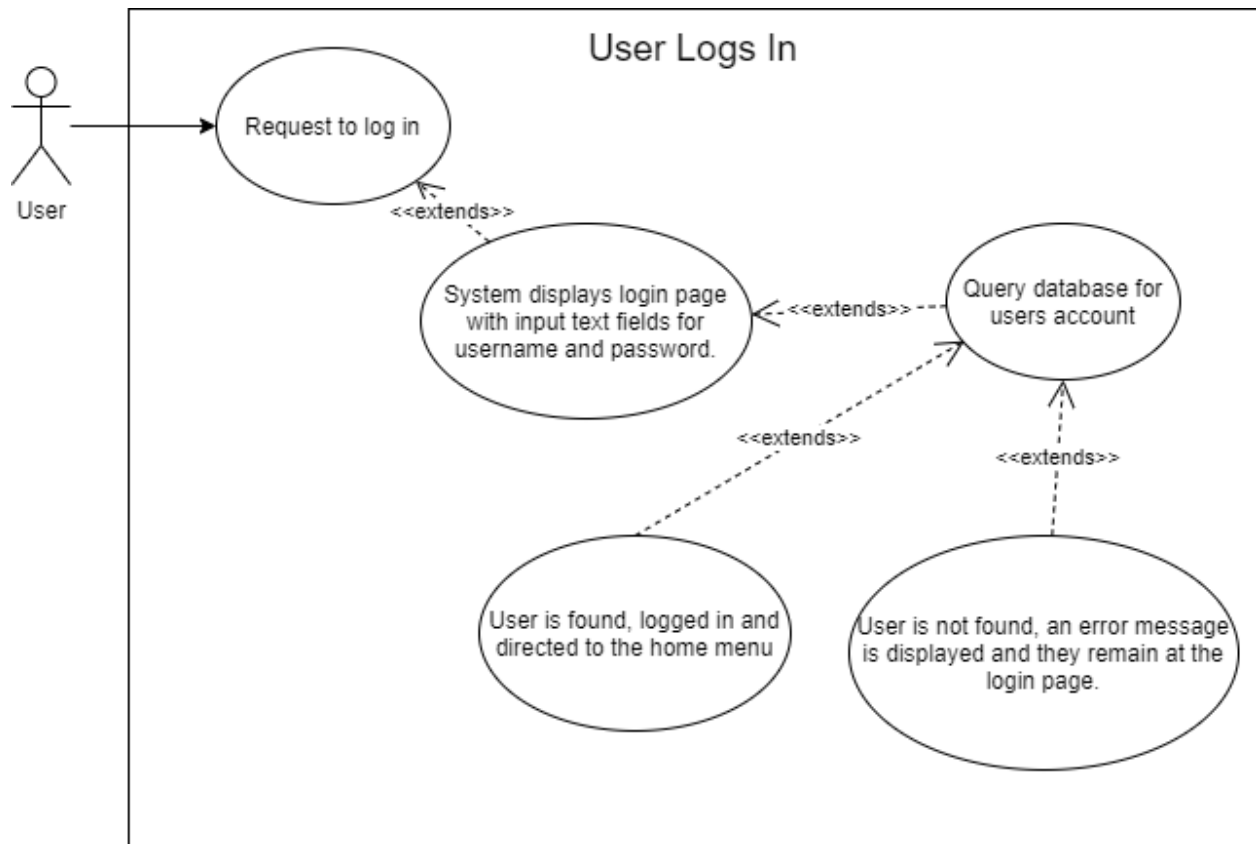 User Logs In
Request to log in
User
<<extends>>
System displays login page
with input text fields for
username and password.
<<extends>>
Query database for
users account
<<extends>>
<<extends>>
User is found, logged in and
directed to the home menu
User is not found, an error message
is displayed and they remain at the
login page.